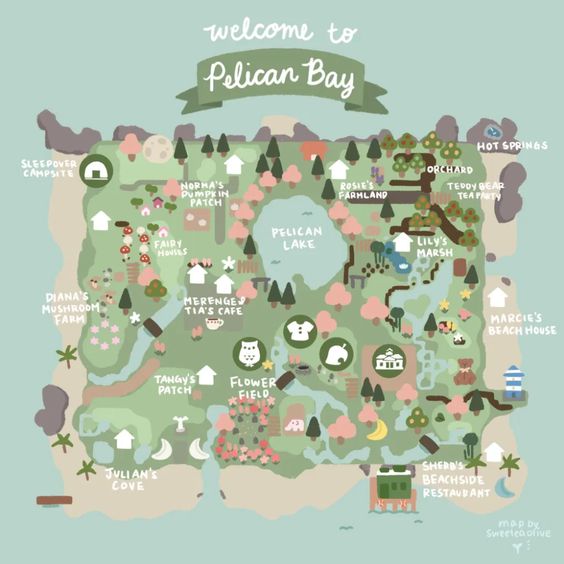 welcome to
Pelican Bay
HOT SPRINGS
SLEEPOVER
CAMPSITE
ORCHARD
NORMA'S
PUMPKIN
PATCH
ROSIE'S
FARMLAND
TEDDY BEAR
TEA PARTY
PELICAN
LAKE
FAIRY
HOUSES
LILY'S
MARSH
DIANA'S
MUSHROOM
FARM
MERENGE &
TIA'S CAFE
MARCIE'S
BEACH HOUSE
TANGY'S
PATCH
FLOWER
FIELD
JULIAN'S
COVE
SHERB'S
BEACHSIDE
RESTAURANT
map by
sweeteaolive